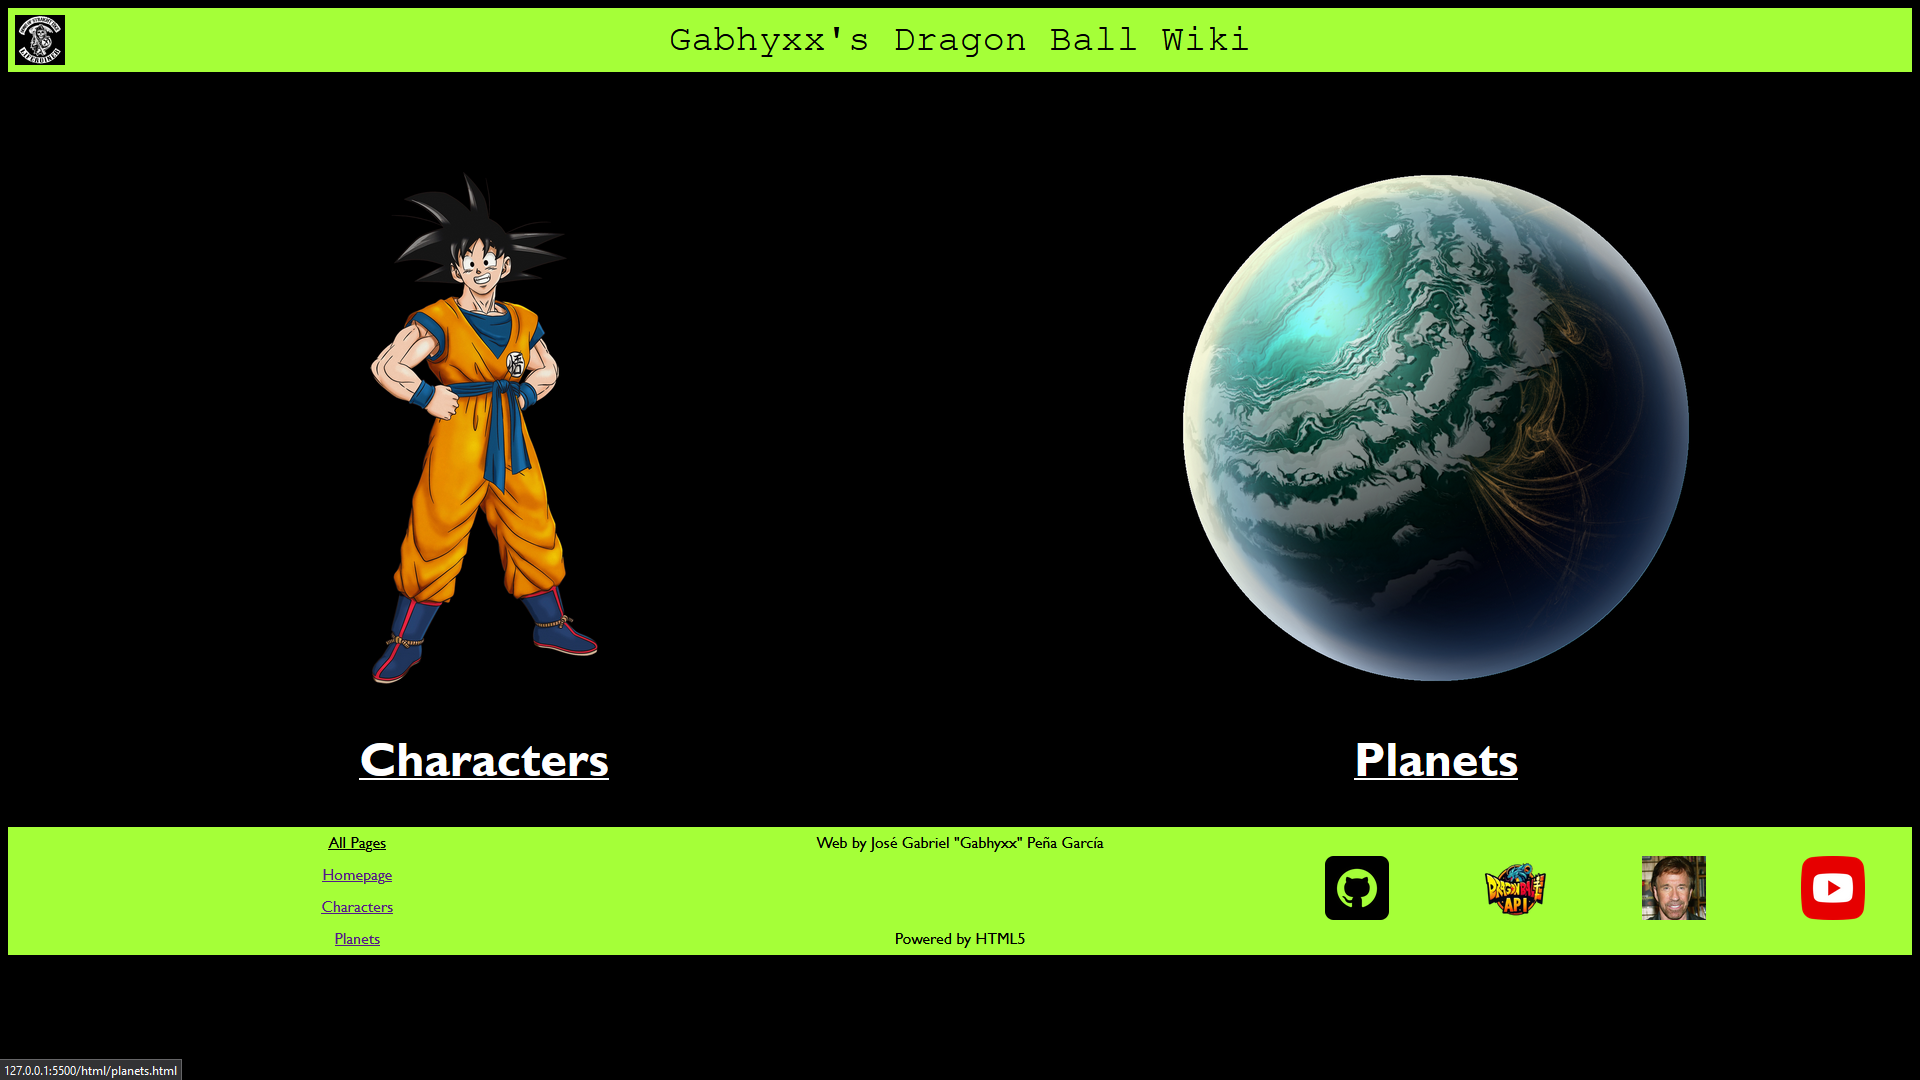 Gabhyxx's Dragon Ball Wiki
Characters
Planets
All Pages
Homepage
Characters
Planets
Web by José Gabriel "Gabhyxx" Peña García
Powered by HTML5
DRAGON BALL
API
127.0.0.1:5500/html/planets.html